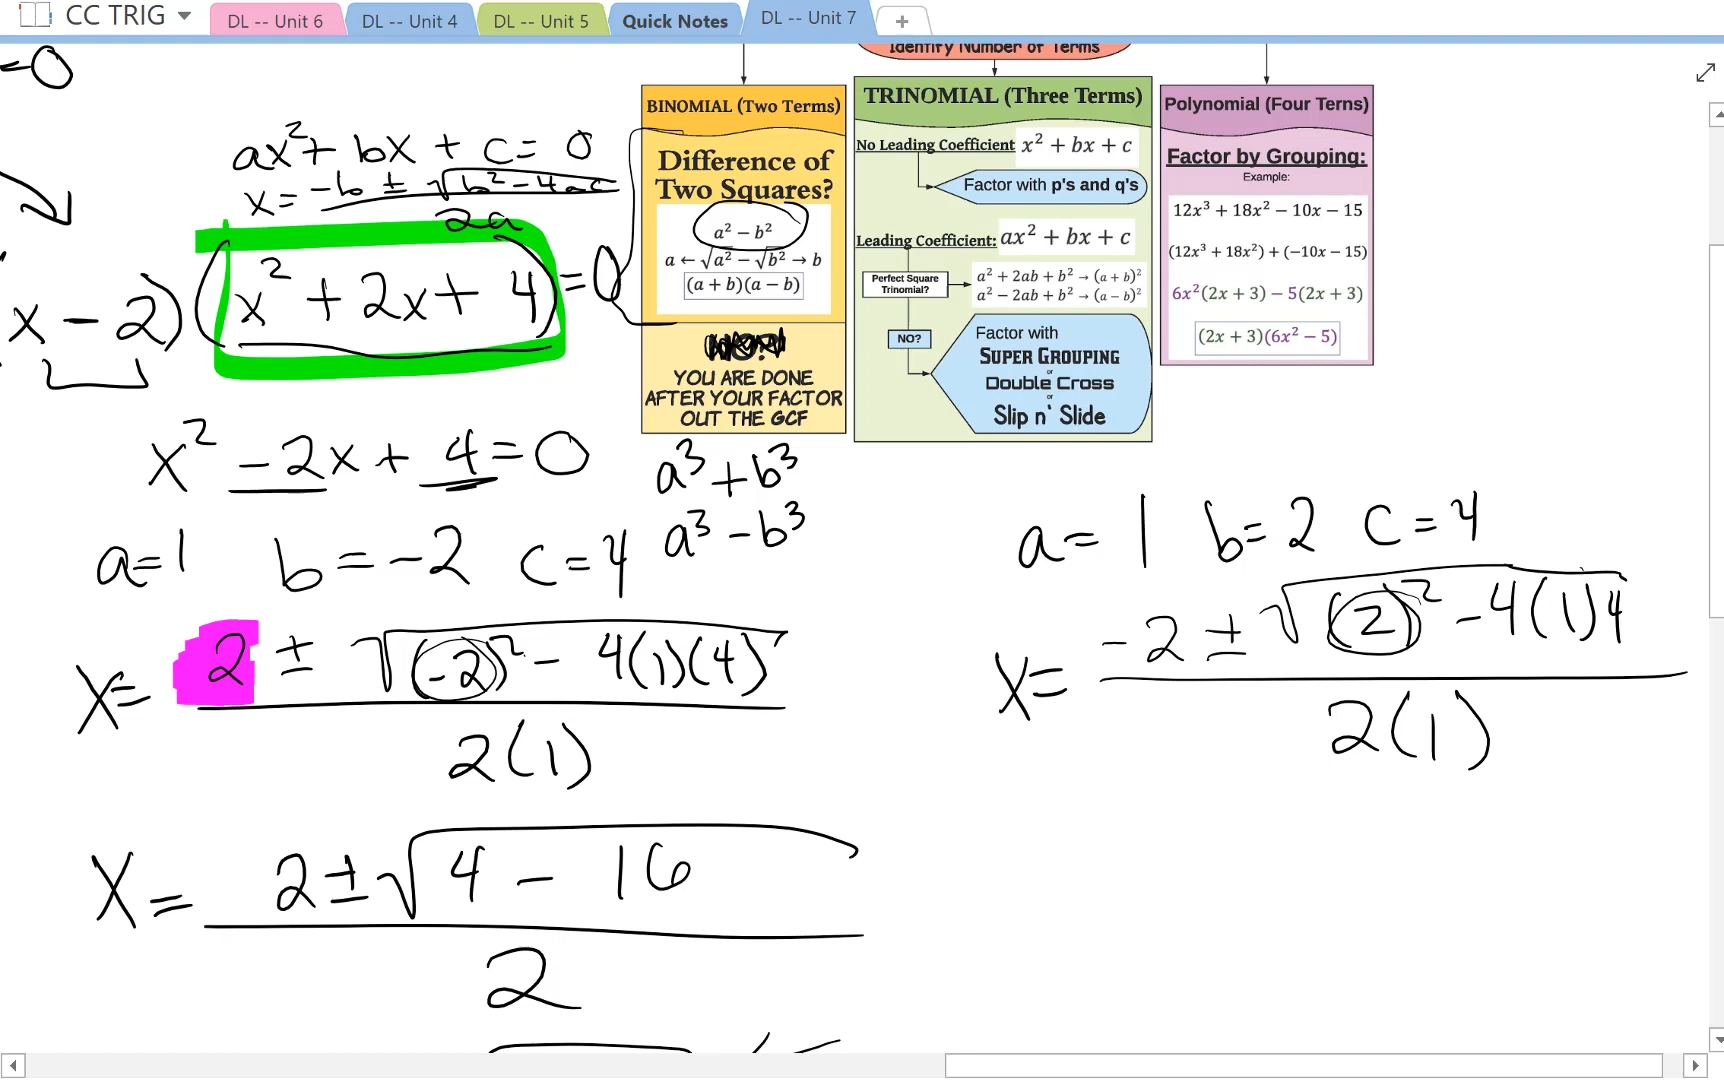 CC TRIG
DL -- Unit 6
DL -- Unit 4
DL -- Unit 5
Quick Notes
DL -- Unit 7
+
=0
ax² + bx + c = 0
x = -b ± √b² - 4ac
2a
x - 2)(x² + 2x + 4) = 0
x² - 2x + 4 = 0
a=1 b = -2 c = 4
x = 2 ± √(-2)² - 4(1)(4)
2(1)
x = 2 ± √4 - 16
2
Identify Number of Terms
BINOMIAL (Two Terms)
Difference of
Two Squares?
a² − b²
a ← √a² − √b² → b
(a + b)(a − b)
NO?
YOU ARE DONE
AFTER YOUR FACTOR
OUT THE GCF
a³ + b³
a³ - b³
TRINOMIAL (Three Terms)
No Leading Coefficient x² + bx + c
Factor with p's and q's
Leading Coefficient: ax² + bx + c
Perfect Square
Trinomial?
a² + 2ab + b² → (a + b)²
a² − 2ab + b² → (a − b)²
NO?
Factor with
SUPER GROUPING
or
Double Cross
or
Slip n' Slide
Polynomial (Four Terns)
Factor by Grouping:
Example:
12x³ + 18x² − 10x − 15
(12x³ + 18x²) + (−10x − 15)
6x²(2x + 3) − 5(2x + 3)
(2x + 3)(6x² − 5)
a = 1 b = 2 c = 4
x = -2 ± √(2)² - 4(1)4
2(1)